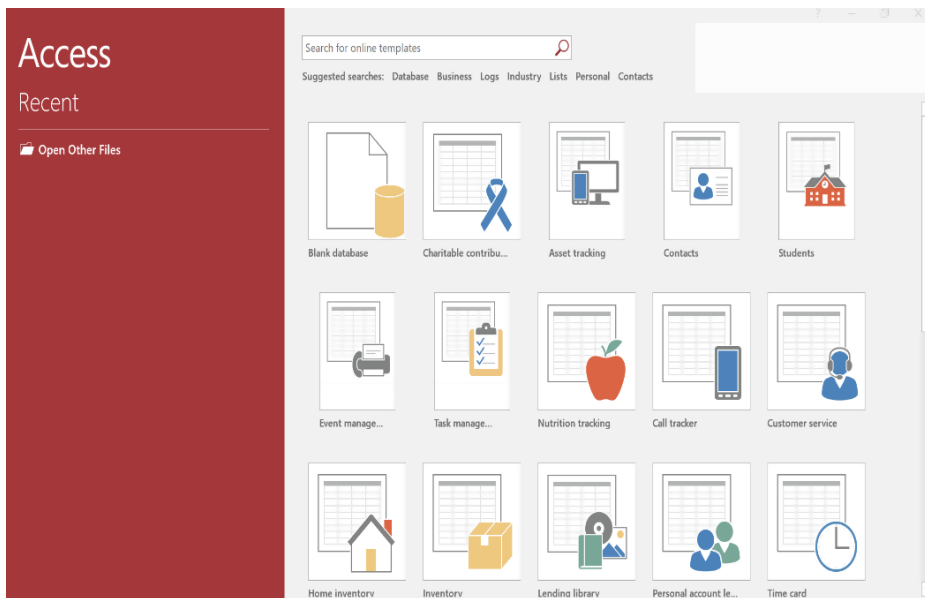 Access
Recent
Open Other Files
? 
Search for online templates
Suggested searches: Database Business Logs Industry Lists Personal Contacts
Blank database
Charitable contribu...
Asset tracking
Contacts
Students
Event manage...
Task manage...
Nutrition tracking
Call tracker
Customer service
Home inventory
Inventory
Lending library
Personal account le...
Time card